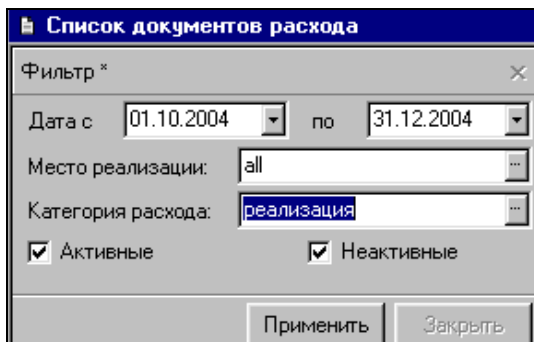 Список документов расхода
Фильтр *
Дата с 01.10.2004 по 31.12.2004
Место реализации: all ...
Категория расхода: реализация ...
Активные Неактивные
Применить Закрыть